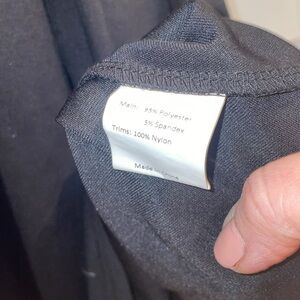 Main: 95% Polyester
5% Spandex
Trims: 100% Nylon
Made in